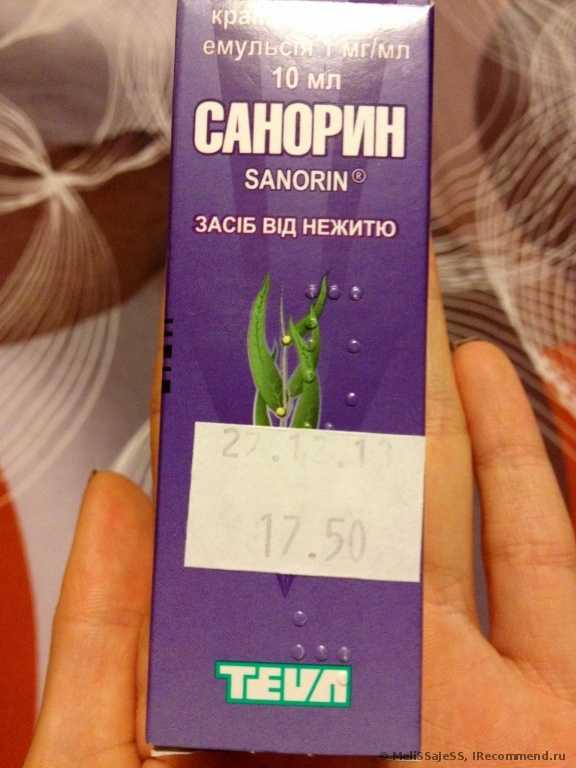 емульсія 1 мг/мл
10 мл
САНОРИН
SANORIN®
ЗАСІБ ВІД НЕЖИТЮ
17.50
TEVA
© MeliSSajeSS, IRecommend.ru